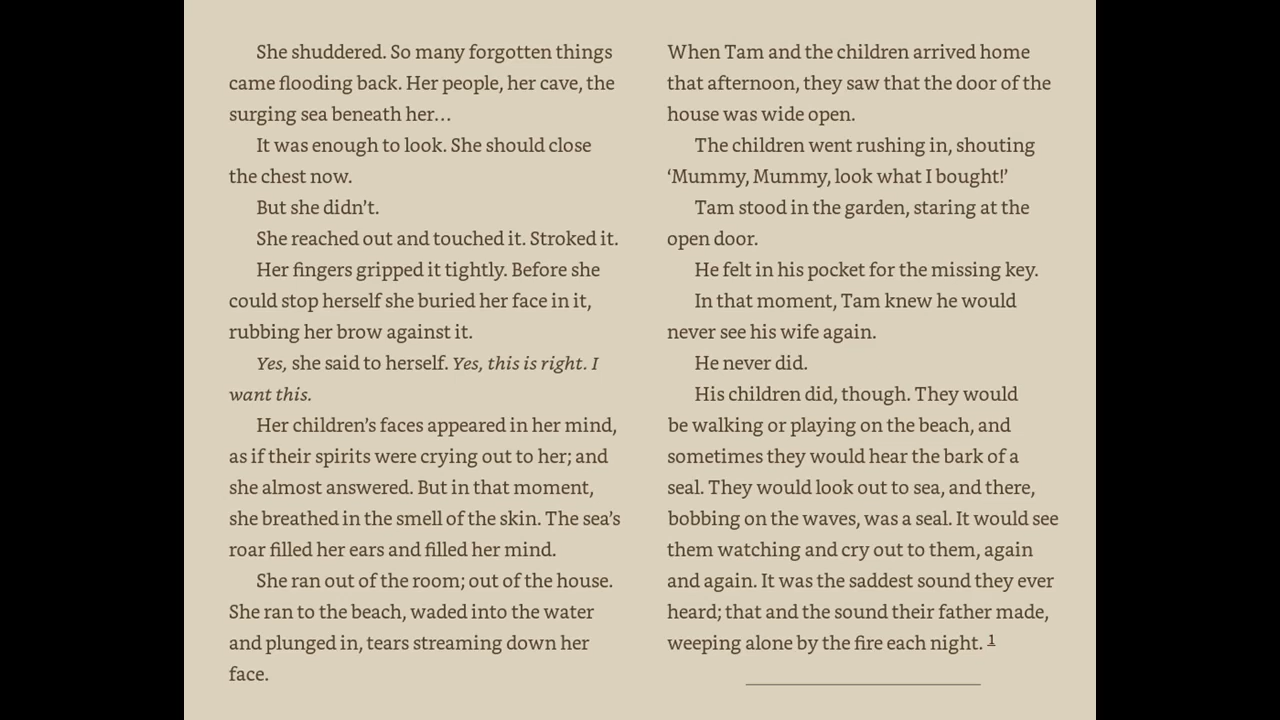 She shuddered. So many forgotten things
came flooding back. Her people, her cave, the
surging sea beneath her…
It was enough to look. She should close
the chest now.
But she didn’t.
She reached out and touched it. Stroked it.
Her fingers gripped it tightly. Before she
could stop herself she buried her face in it,
rubbing her brow against it.
Yes, she said to herself. Yes, this is right. I
want this.
Her children’s faces appeared in her mind,
as if their spirits were crying out to her; and
she almost answered. But in that moment,
she breathed in the smell of the skin. The sea’s
roar filled her ears and filled her mind.
She ran out of the room; out of the house.
She ran to the beach, waded into the water
and plunged in, tears streaming down her
face.
When Tam and the children arrived home
that afternoon, they saw that the door of the
house was wide open.
The children went rushing in, shouting
‘Mummy, Mummy, look what I bought!’
Tam stood in the garden, staring at the
open door.
He felt in his pocket for the missing key.
In that moment, Tam knew he would
never see his wife again.
He never did.
His children did, though. They would
be walking or playing on the beach, and
sometimes they would hear the bark of a
seal. They would look out to sea, and there,
bobbing on the waves, was a seal. It would see
them watching and cry out to them, again
and again. It was the saddest sound they ever
heard; that and the sound their father made,
weeping alone by the fire each night. 1